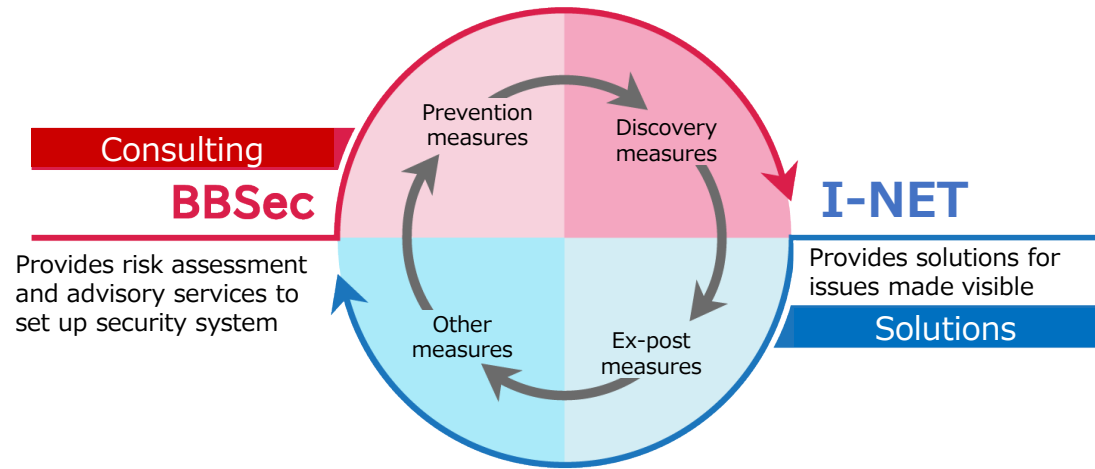 Consulting
BBSec
Provides risk assessment
and advisory services to
set up security system
Prevention
measures
Discovery
measures
Other
measures
Ex-post
measures
I-NET
Provides solutions for
issues made visible
Solutions